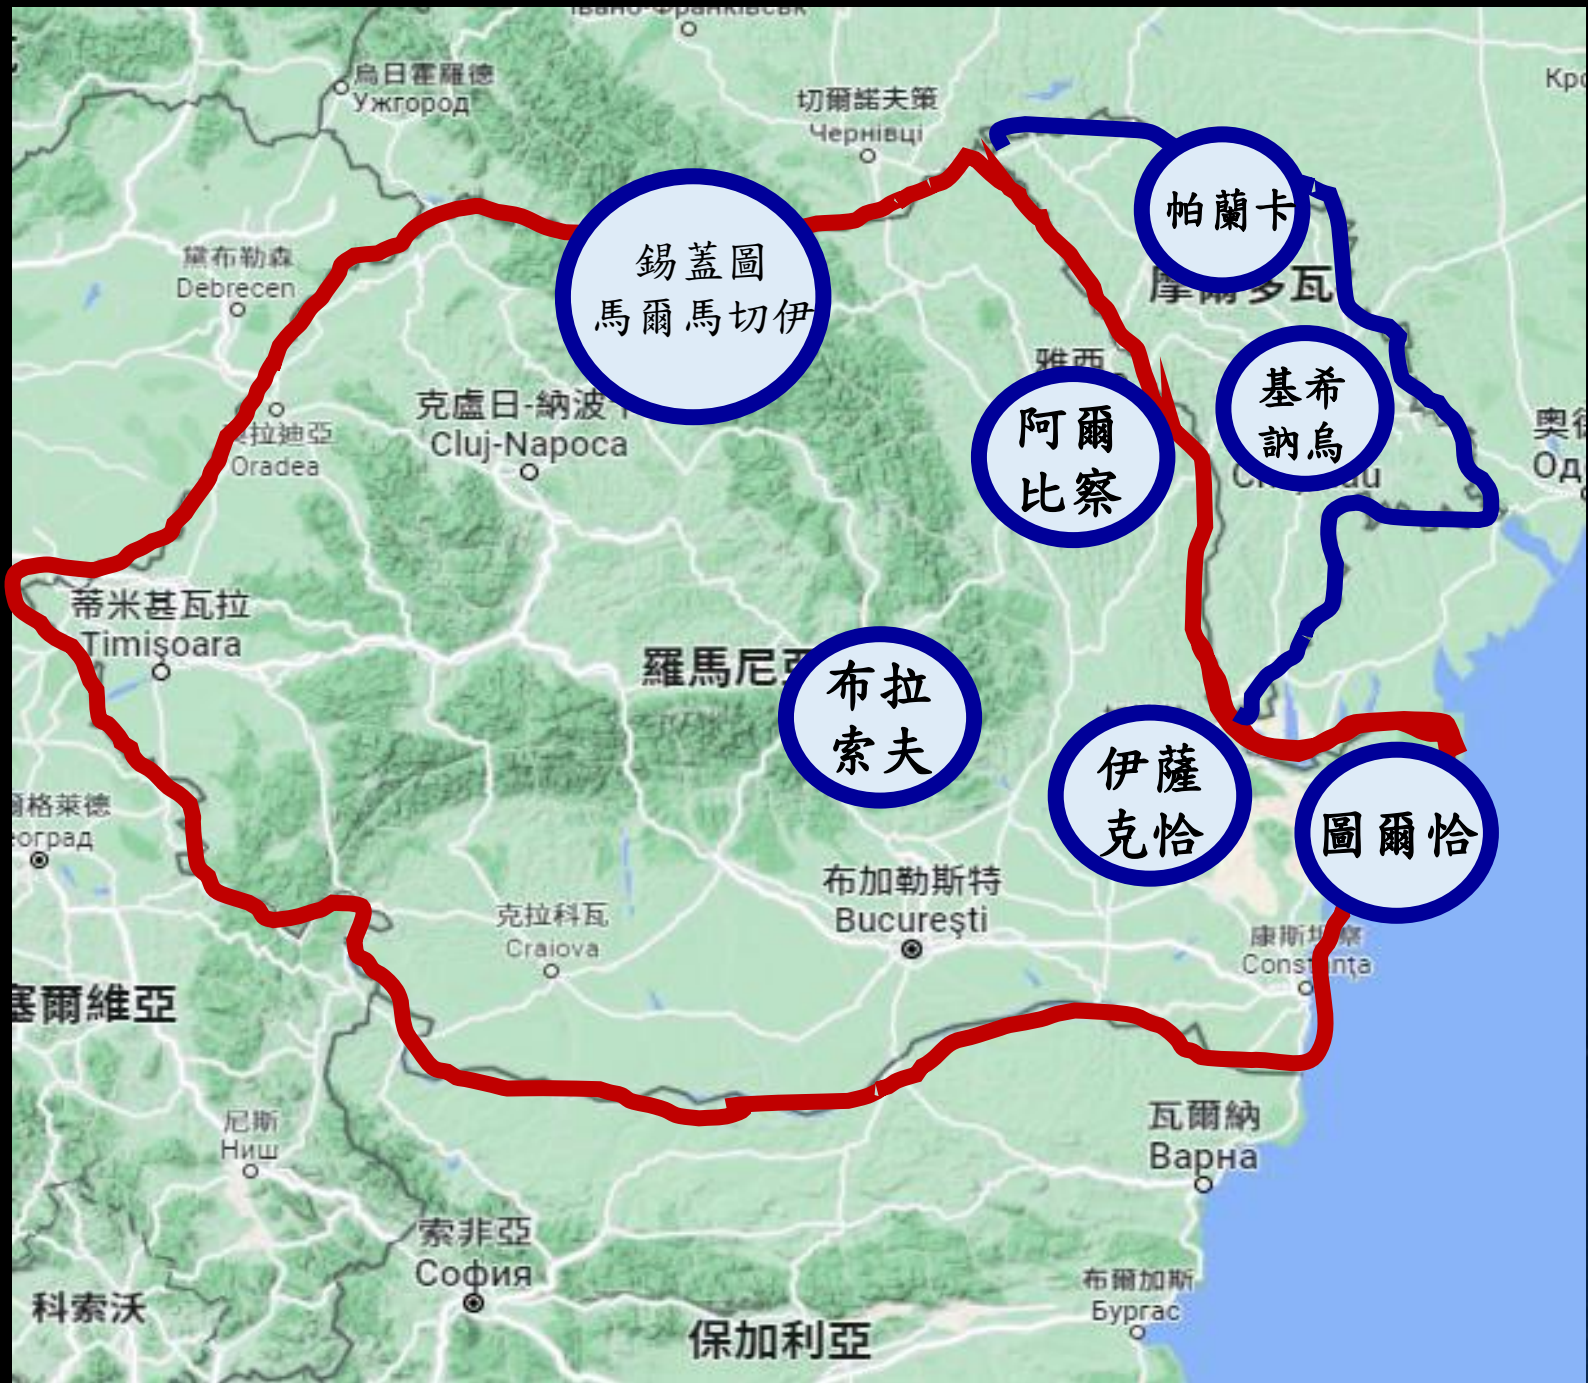 烏日霍羅德
Ужгород
切爾諾夫策
Чернівці
帕蘭卡
錫蓋圖
馬爾馬切伊
黛布勒森
Debrecen
摩爾多瓦
雅西
基希
訥烏
阿爾
比察
克盧日-納波卡
Cluj-Napoca
拉迪亞
Oradea
蒂米甚瓦拉
Timișoara
羅馬尼亞
布拉
索夫
伊薩
克恰
圖爾恰
爾格萊德
еоград
布加勒斯特
București
克拉科瓦
Craiova
康斯坦察
Constanța
塞爾維亞
尼斯
Ниш
瓦爾納
Варна
索非亞
София
布爾加斯
Бургас
科索沃
保加利亞